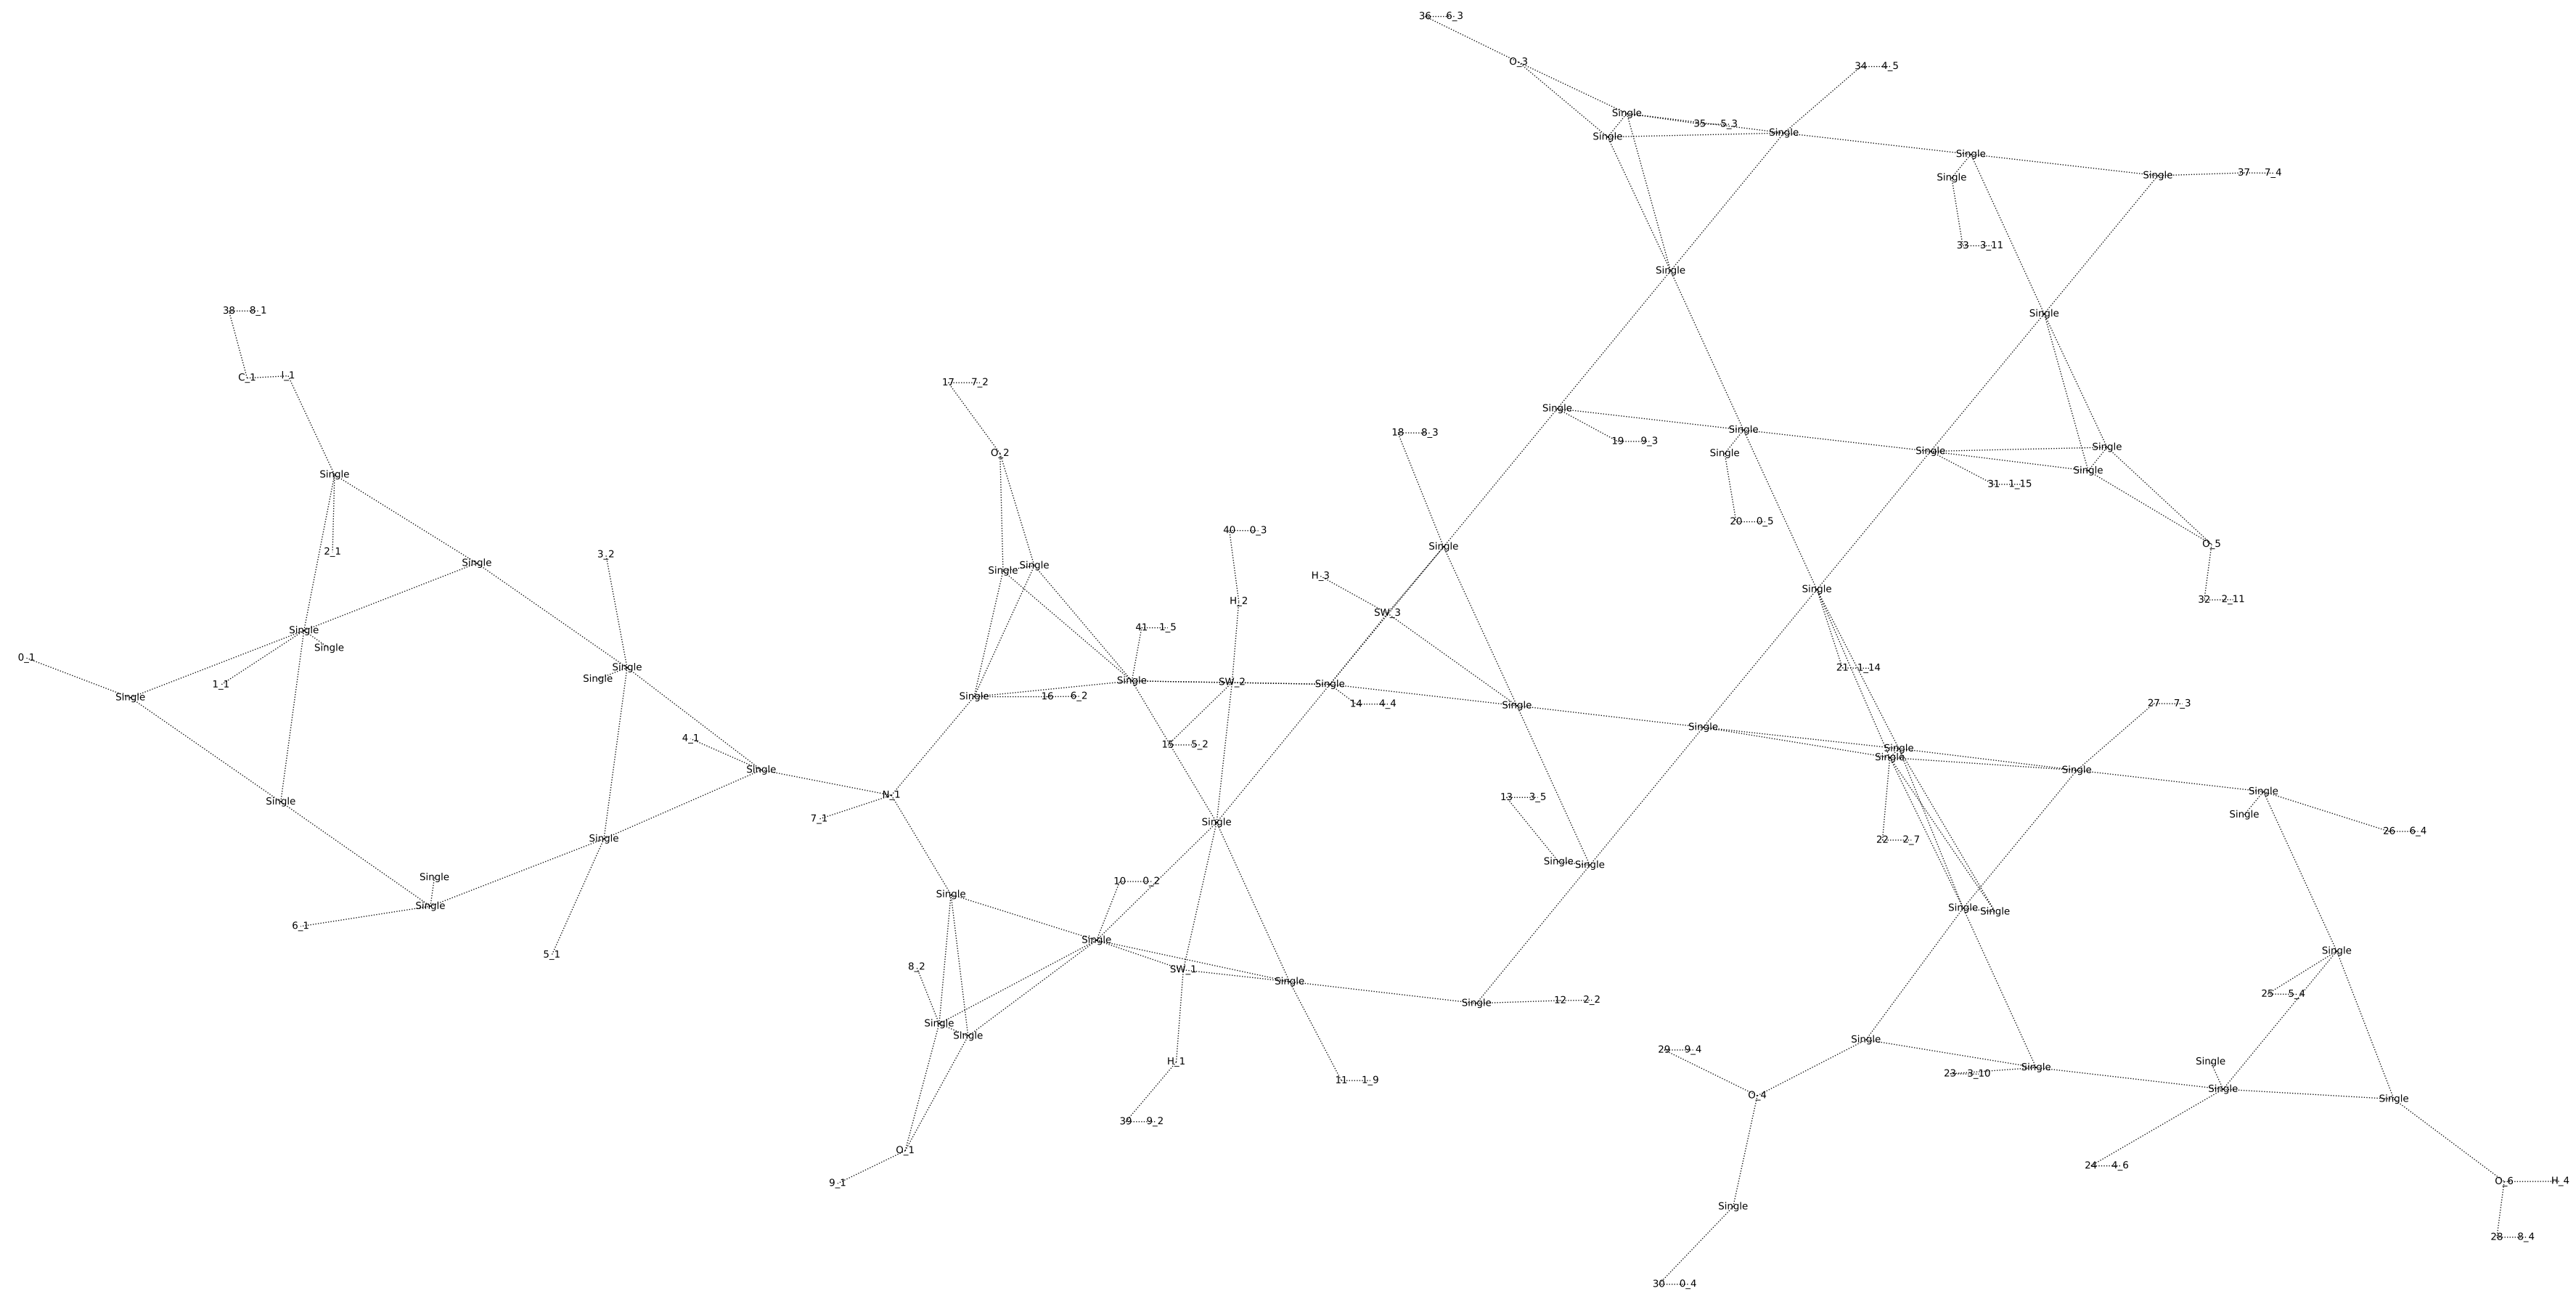 36 6_3
O_3
34 4_5
Single
35 5_3
Single
Single
Single
Single
Single
37 7_4
33 3_11
Single
38 8_1
Single
C_1
I_1
17 7_2
Single
18 8_3
Single
19 9_3
Single
Single
Single
O_2
Single
Single
Single
20 0_5
40 0_3
O_5
Single
2_1
3_2
Single
Single
Single
H_3
Single
32 2_11
H_2
SW_3
41 1_5
Single
Single
0_1
Single
21 1_14
Single
Single
SW_2
Single
1_1
Single
Single
16 6_2
14 4_4
27 7_3
Single
Single
4_1
15 5_2
Single
Single
Single
Single
Single
N_1
13 3_5
Single
Single
7_1
Single
26 6_4
Single
22 2_7
Single
Single
Single
10 0_2
Single
Single
Single
Single
6_1
Single
Single
5_1
8_2
SW_1
Single
25 5_4
Single
12 2_2
Single
Single
Single
29 9_4
H_1
Single
Single
23 3_10
11 1_9
Single
O_4
Single
39 9_2
O_1
24 4_6
9_1
O_6
H_4
Single
28 8_4
30 0_4
31 1_15